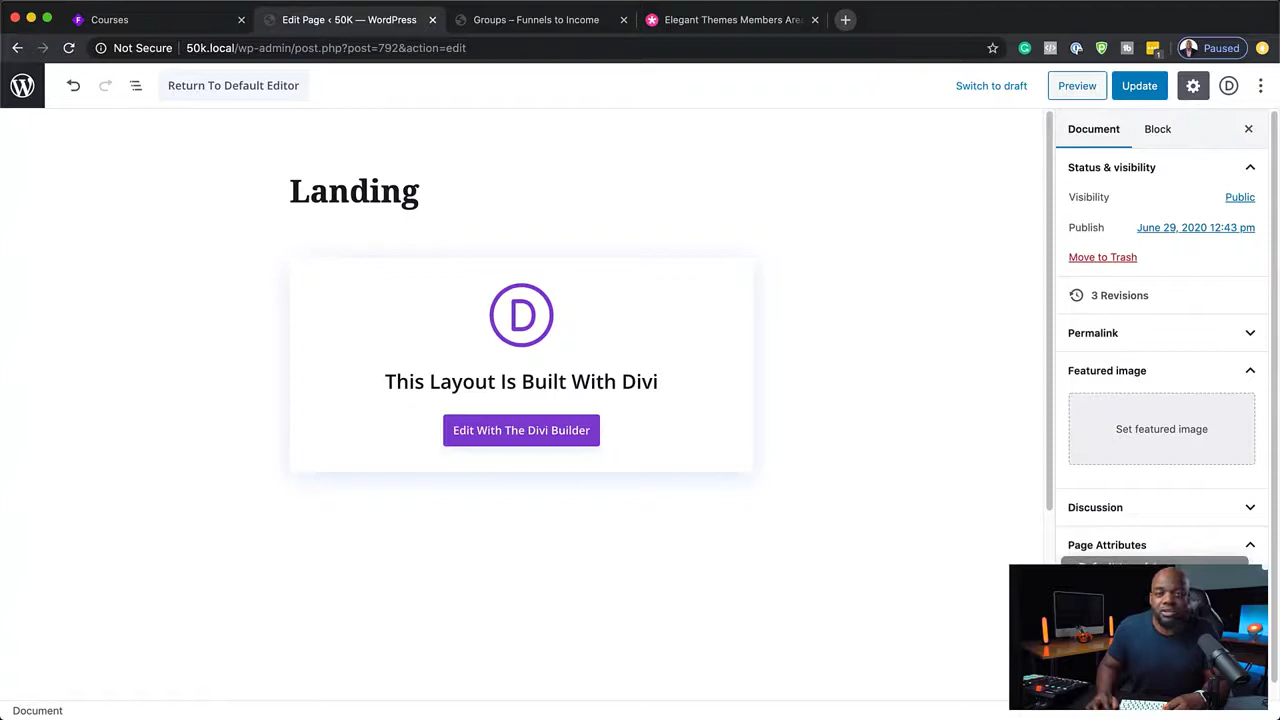 Courses
Edit Page ‹ 50K — WordPress
Groups – Funnels to Income
Elegant Themes Members Area
Not Secure
50k.local/wp-admin/post.php?post=792&action=edit
Paused
Return To Default Editor
Switch to draft
Preview
Update
Document
Block
Status & visibility
Landing
Visibility
Public
Publish
June 29, 2020 12:43 pm
Move to Trash
3 Revisions
Permalink
Featured image
This Layout Is Built With Divi
Edit With The Divi Builder
Set featured image
Discussion
Page Attributes
Document